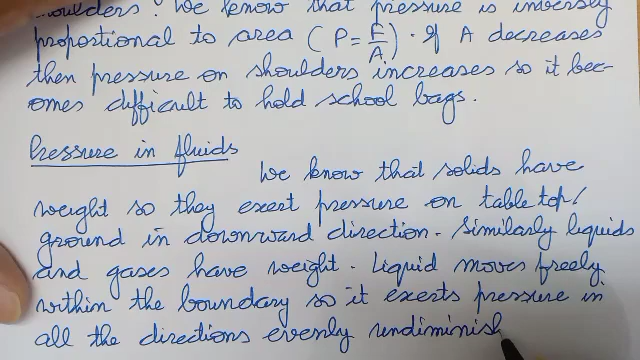 shoulders? We know that pressure is inversly
proportional to area (P = F/A). If A decreases
then pressure on shoulders increases so it bec-
omes difficult to hold school bags.
Pressure in fluids
We know that solids have
weight so they exert pressure on table top/
ground in downward direction. Similarly liquids
and gases have weight. Liquid moves freely
within the boundary so it exerts pressure in
all the directions evenly undiminish